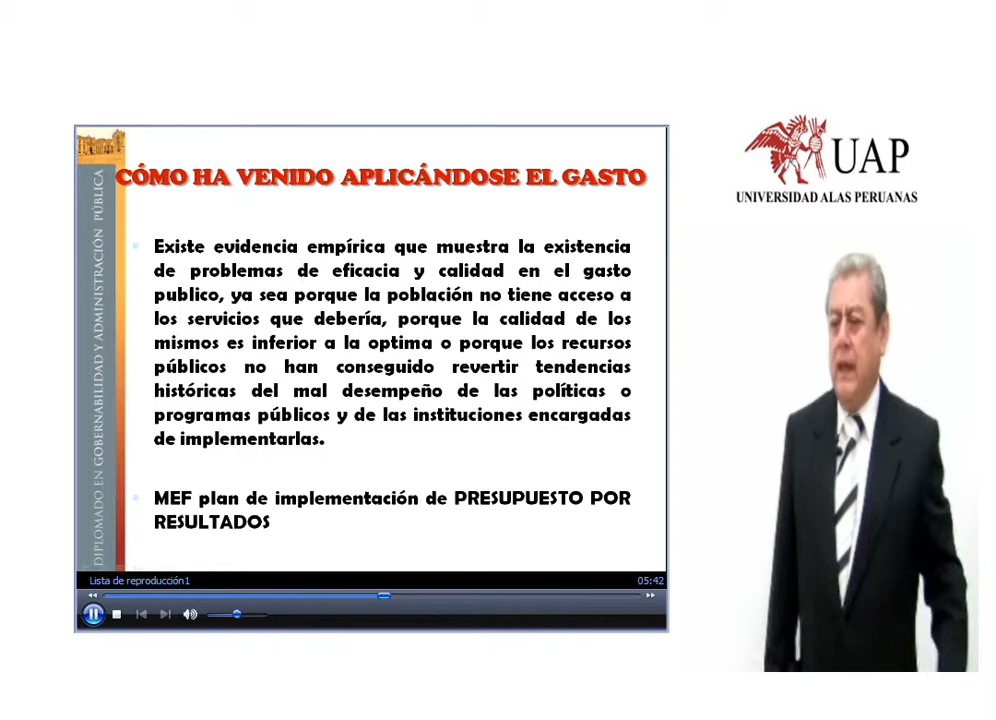 CÓMO HA VENIDO APLICÁNDOSE EL GASTO
Existe evidencia empírica que muestra la existencia
de problemas de eficacia y calidad en el gasto
publico, ya sea porque la población no tiene acceso a
los servicios que debería, porque la calidad de los
mismos es inferior a la optima o porque los recursos
públicos no han conseguido revertir tendencias
históricas del mal desempeño de las políticas o
programas públicos y de las instituciones encargadas
de implementarlas.
MEF plan de implementación de PRESUPUESTO POR
RESULTADOS
DIPLOMADO EN GOBERNABILIDAD Y ADMINISTRACIÓN PÚBLICA
Lista de reproducción1
05:42
UAP
UNIVERSIDAD ALAS PERUANAS